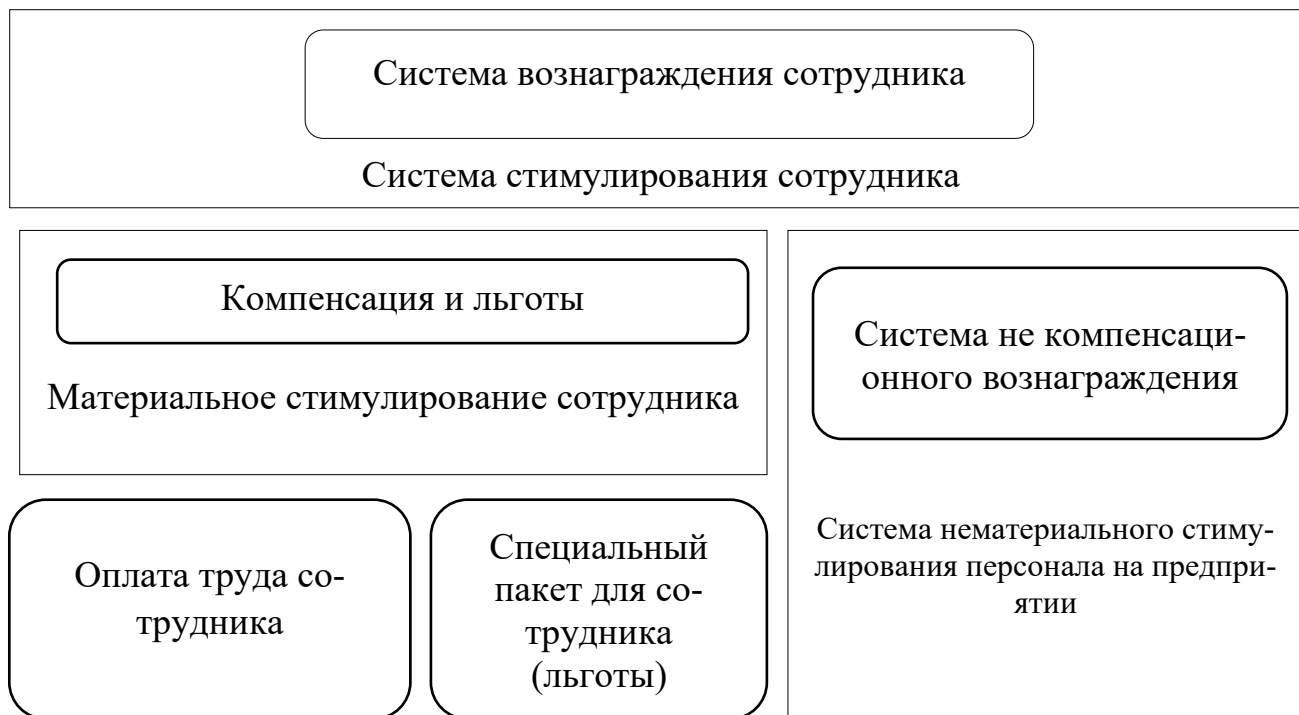 Система вознаграждения сотрудника
Система стимулирования сотрудника
Компенсация и льготы
Материальное стимулирование сотрудника
Система не компенсаци-
онного вознаграждения
Оплата труда со-
трудника
Специальный
пакет для со-
трудника
(льготы)
Система нематериального стиму-
лирования персонала на предпри-
ятии